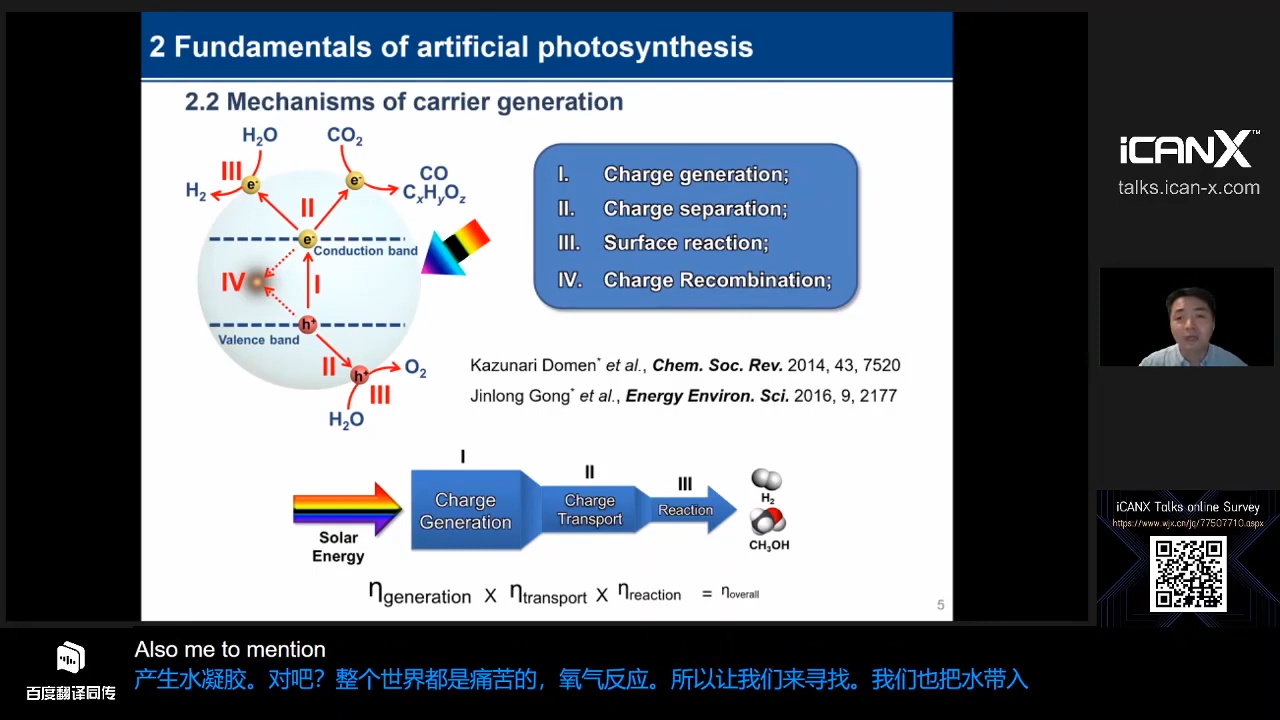 2 Fundamentals of artificial photosynthesis
2.2 Mechanisms of carrier generation
H₂O
CO₂
III
e⁻
e⁻
CO
H₂
CₓHᵧO_z
II
e⁻
Conduction band
IV
I
h⁺
Valence band
II
h⁺
O₂
III
H₂O
I. Charge generation;
II. Charge separation;
III. Surface reaction;
IV. Charge Recombination;
Kazunari Domen* et al., Chem. Soc. Rev. 2014, 43, 7520
Jinlong Gong* et al., Energy Environ. Sci. 2016, 9, 2177
I
II
III
Solar
Energy
Charge
Generation
Charge
Transport
Reaction
H₂
CH₃OH
ηgeneration X ηtransport X ηreaction = ηoverall
5
iCANX™
talks.ican-x.com
iCANX Talks online Survey
https://www.wjx.cn/jq/77507710.aspx
百度翻译同传
Also me to mention
产生水凝胶。对吧？整个世界都是痛苦的，氧气反应。所以让我们来寻找。我们也把水带入